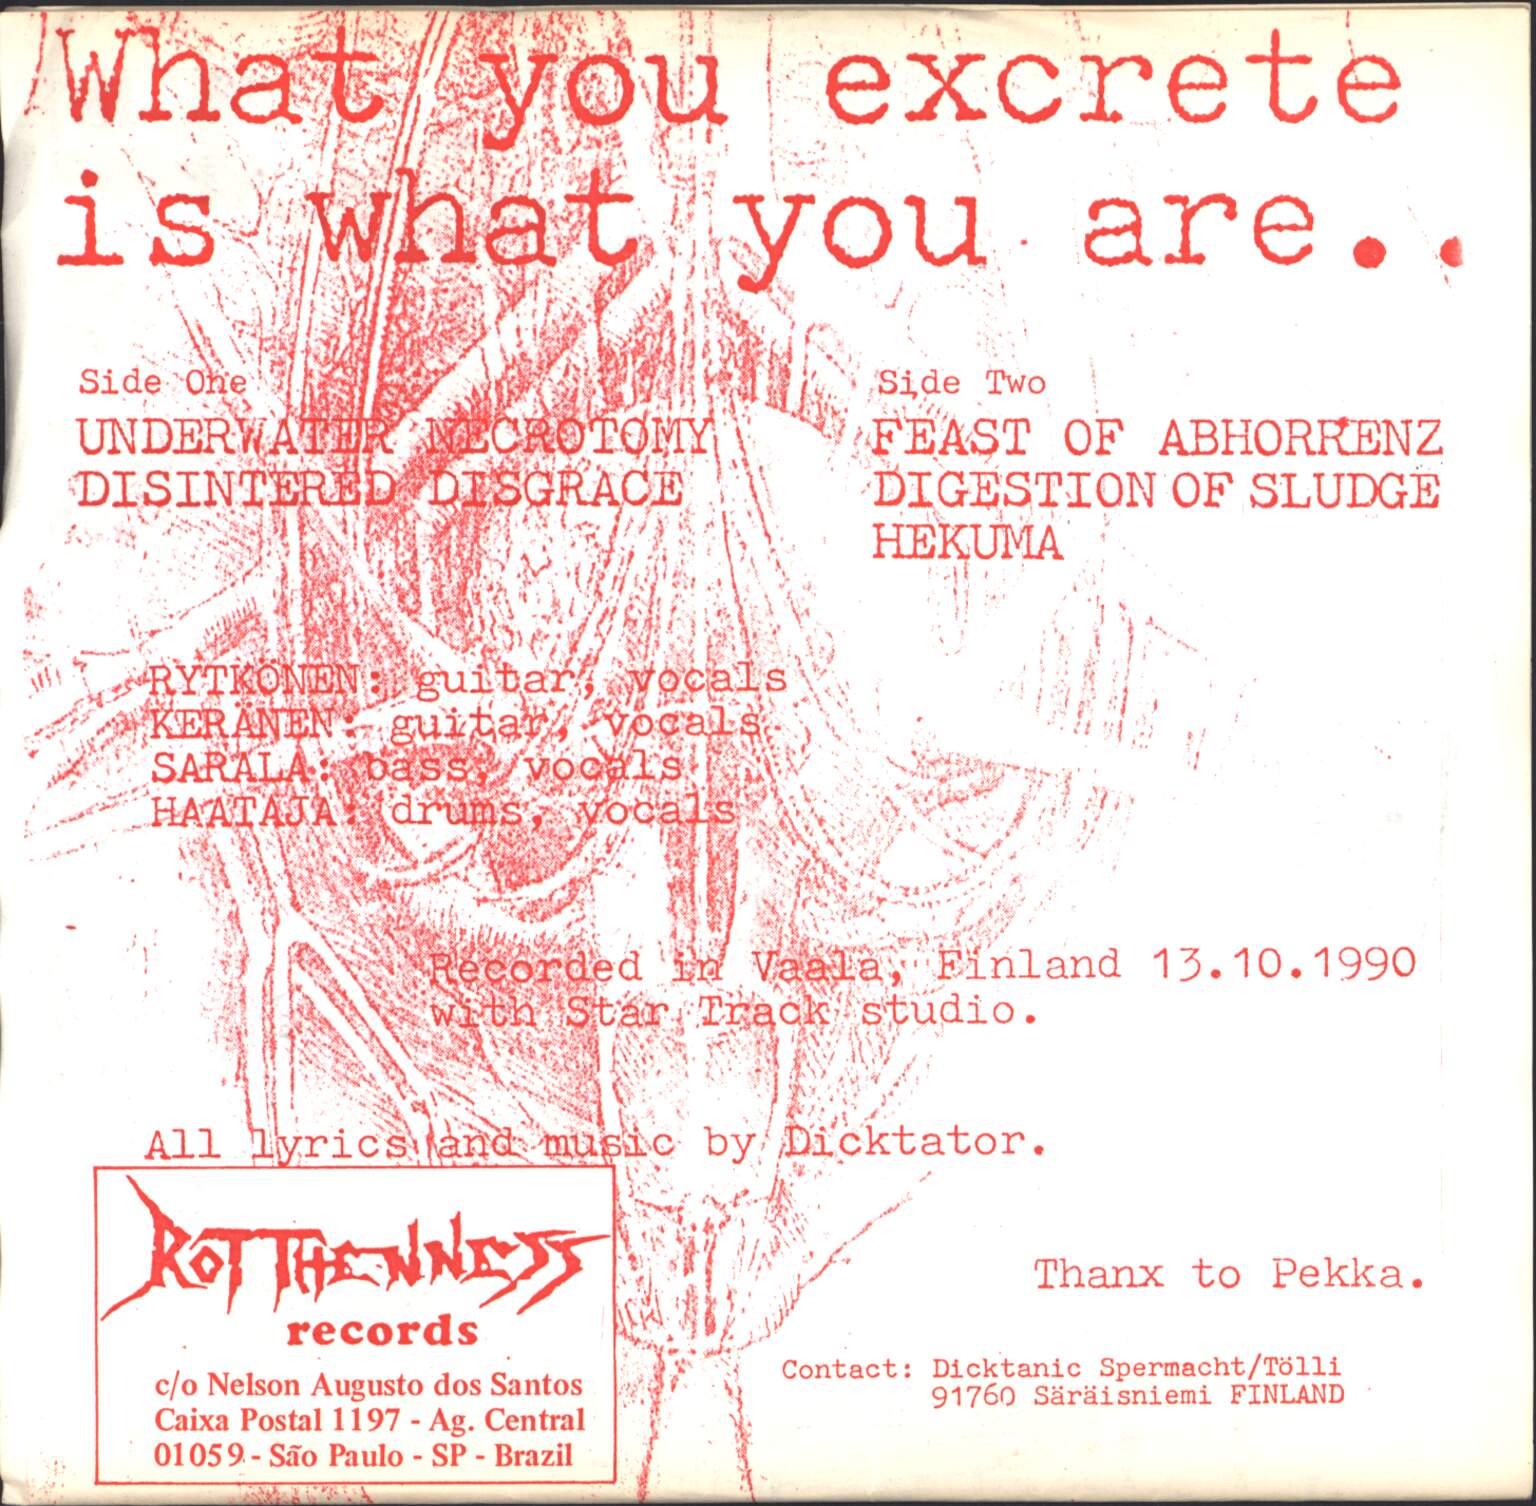 What you excrete
is what you are..
Side One
UNDERWATER NECROTOMY
DISINTERED DISGRACE
Side Two
FEAST OF ABHORRENZ
DIGESTION OF SLUDGE
HEKUMA
RYTKÖNEN: guitar, vocals
KERÄNEN: guitar, vocals
SARALA: bass, vocals
HAATAJA: drums, vocals
Recorded in Vaala, Finland 13.10.1990
with Star Track studio.
All lyrics and music by Dicktator.
ROTTHENNESS
records
c/o Nelson Augusto dos Santos
Caixa Postal 1197 - Ag. Central
01059 - São Paulo - SP - Brazil
Thanx to Pekka.
Contact: Dicktanic Spermacht/Tölli
91760 Säräisniemi FINLAND